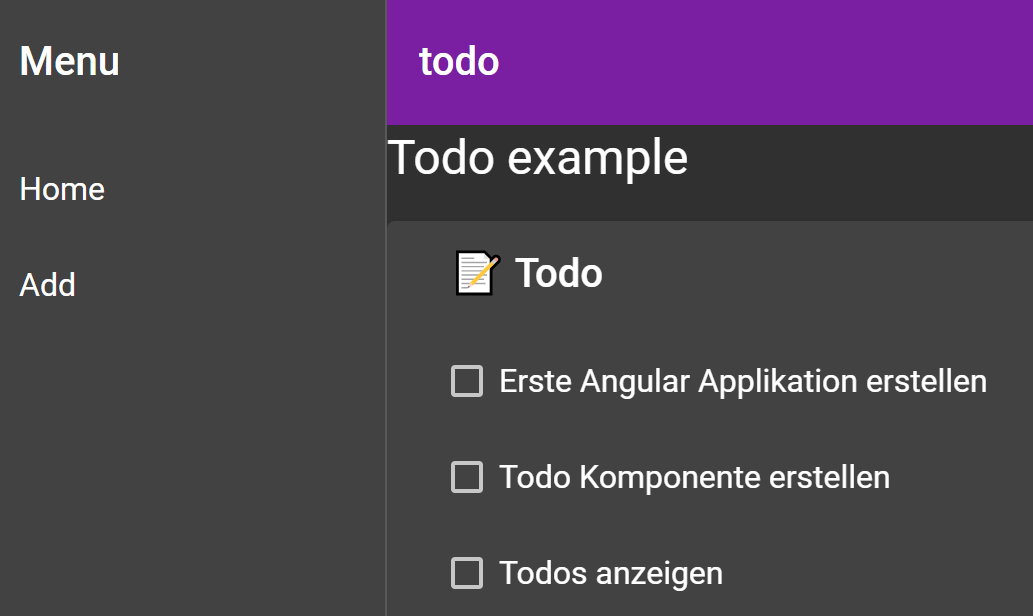 Menu
Home
Add
todo
Todo example
Todo
Erste Angular Applikation erstellen
Todo Komponente erstellen
Todos anzeigen